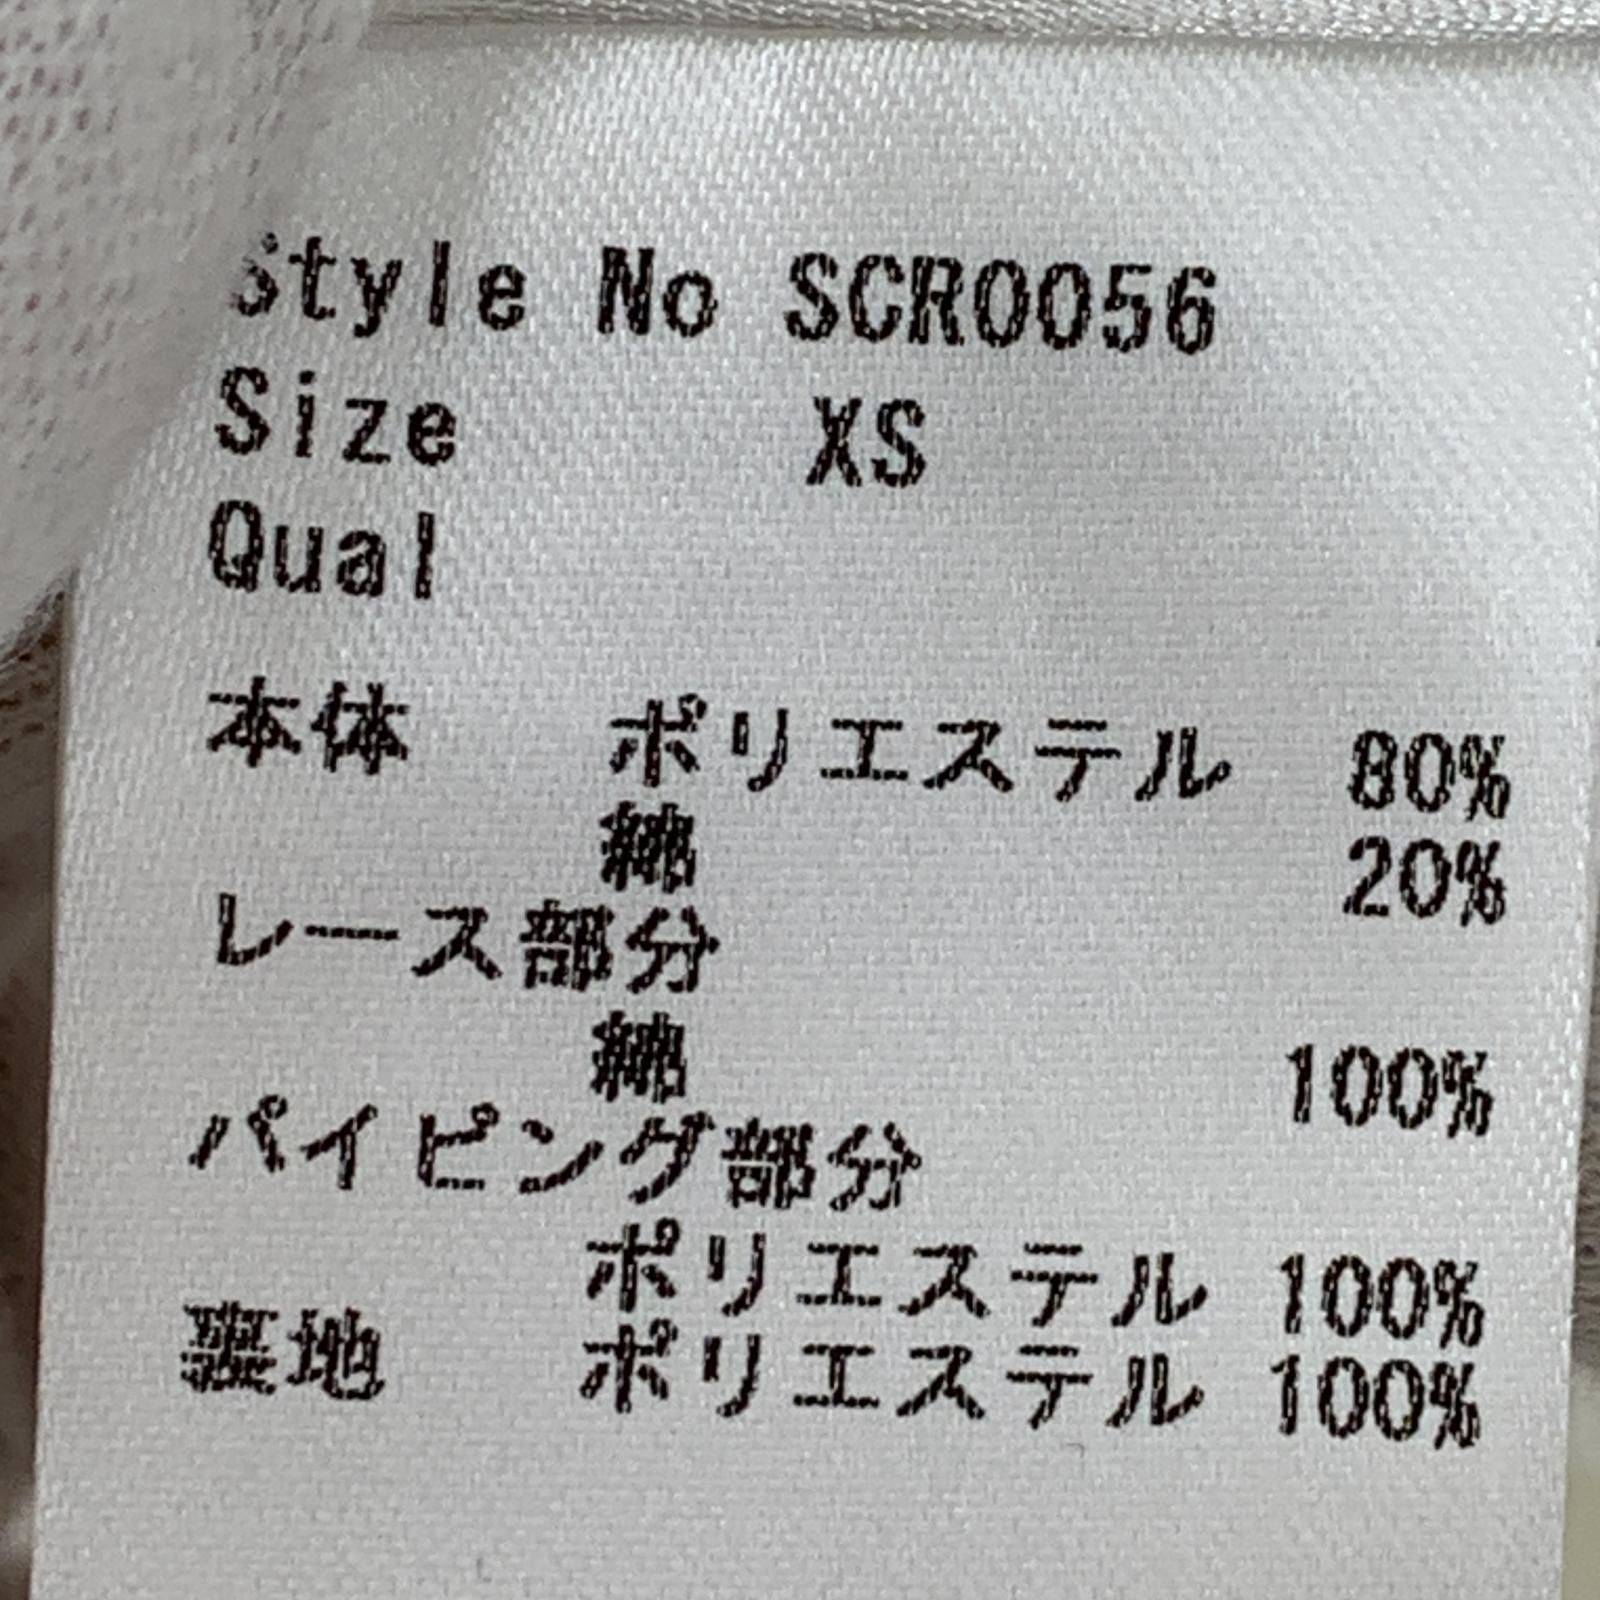 Style No SCR0056
Size XS
Qual
本体 ポリエステル 80%
綿 20%
レース部分
綿 100%
パイピング部分
ポリエステル 100%
裏地 ポリエステル 100%